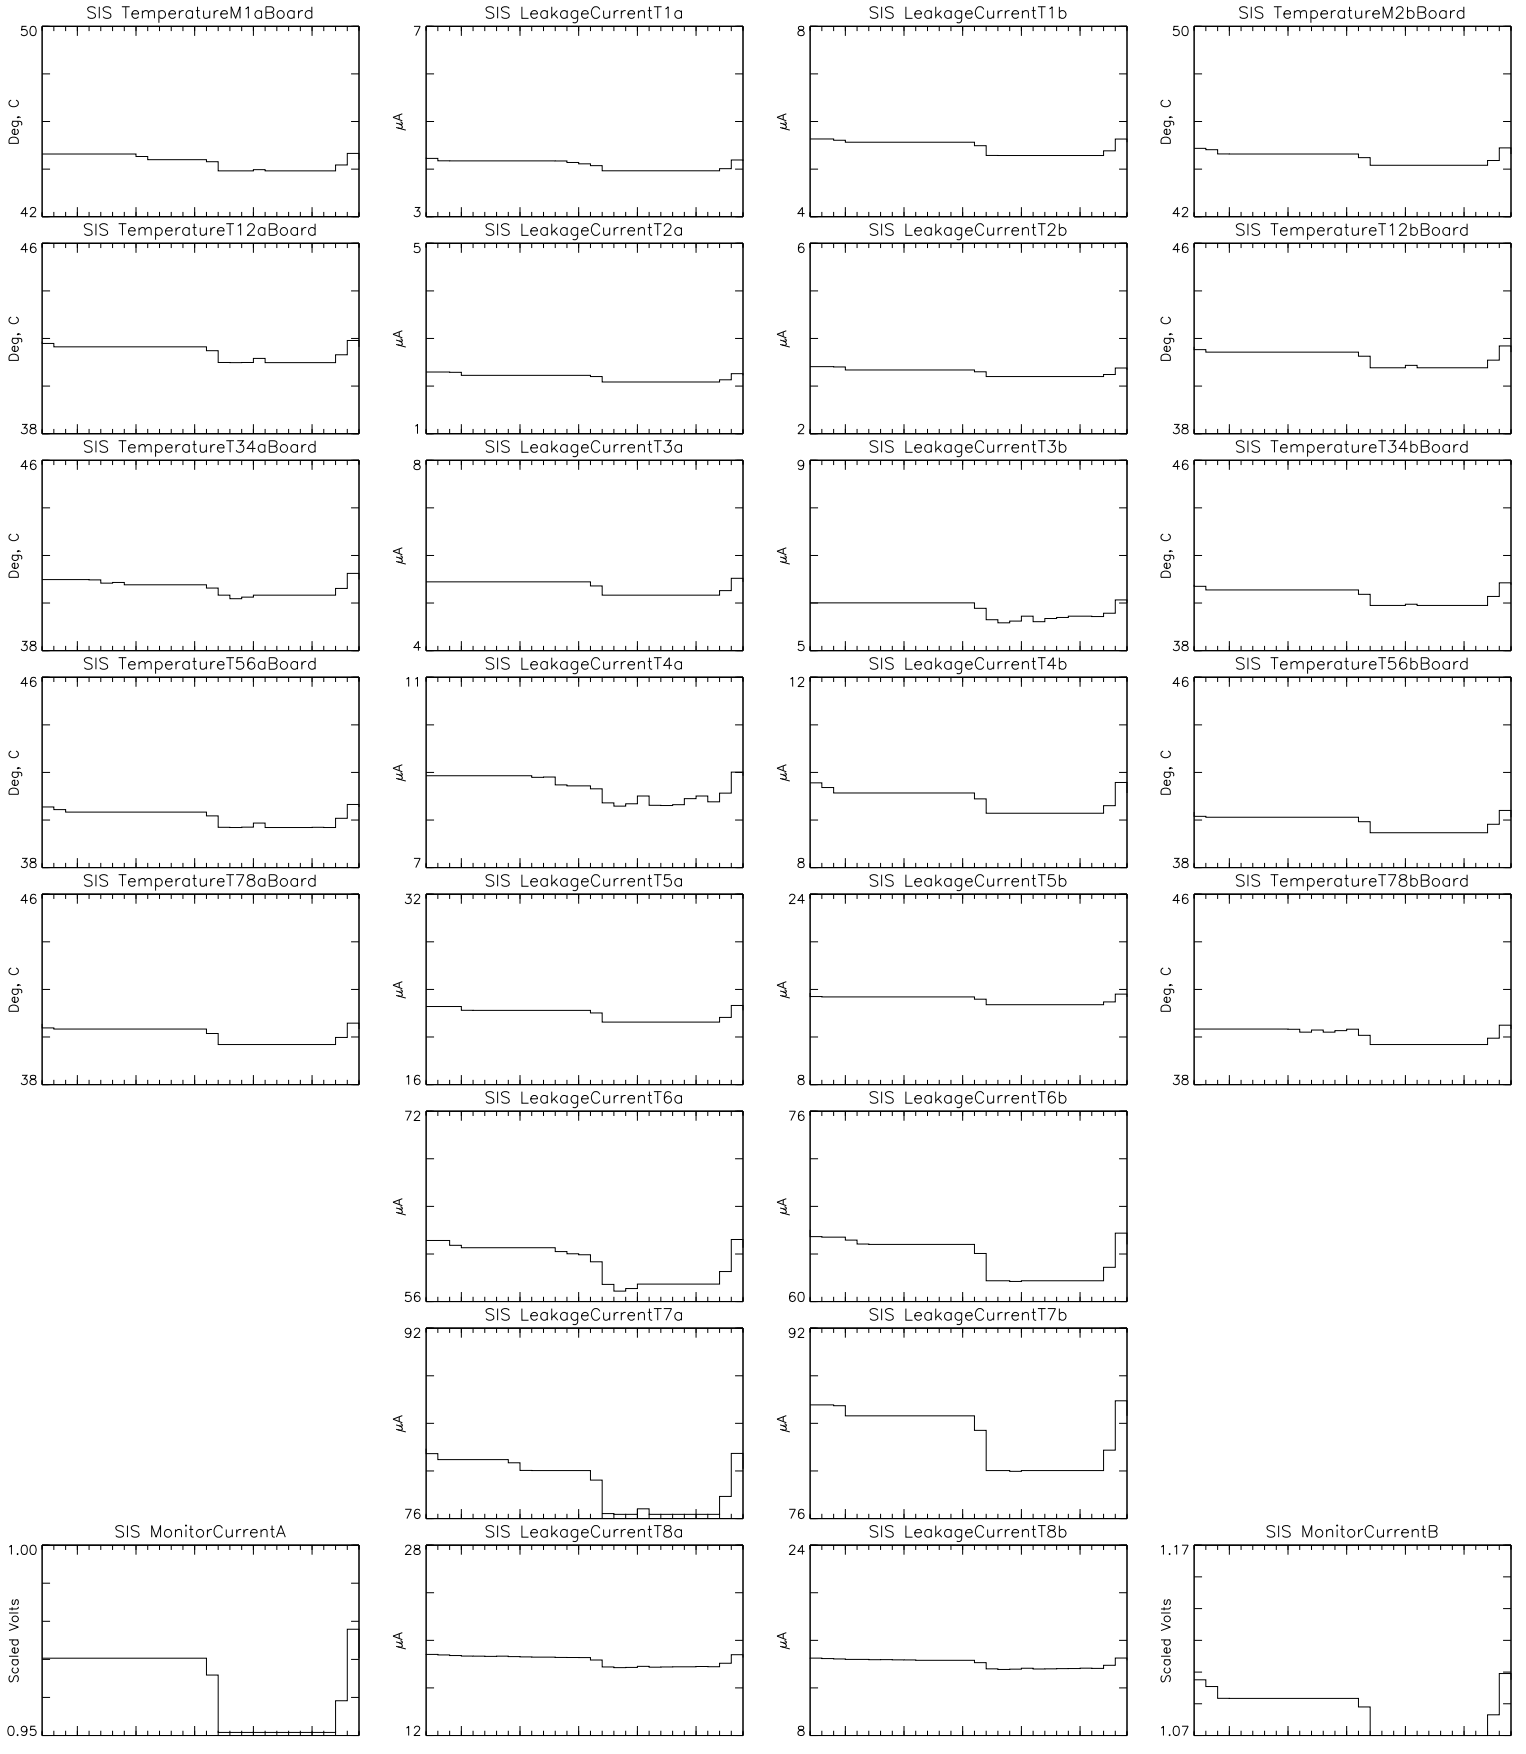 SIS TemperatureM1aBoard
50
Deg, C
42
SIS LeakageCurrentT1a
7
µA
3
SIS LeakageCurrentT1b
8
µA
4
SIS TemperatureM2bBoard
50
Deg, C
42
SIS TemperatureT12aBoard
46
Deg, C
38
SIS LeakageCurrentT2a
5
µA
1
SIS LeakageCurrentT2b
6
µA
2
SIS TemperatureT12bBoard
46
Deg, C
38
SIS TemperatureT34aBoard
46
Deg, C
38
SIS LeakageCurrentT3a
8
µA
4
SIS LeakageCurrentT3b
9
µA
5
SIS TemperatureT34bBoard
46
Deg, C
38
SIS TemperatureT56aBoard
46
Deg, C
38
SIS LeakageCurrentT4a
11
µA
7
SIS LeakageCurrentT4b
12
µA
8
SIS TemperatureT56bBoard
46
Deg, C
38
SIS TemperatureT78aBoard
46
Deg, C
38
SIS LeakageCurrentT5a
32
µA
16
SIS LeakageCurrentT5b
24
µA
8
SIS TemperatureT78bBoard
46
Deg, C
38
SIS LeakageCurrentT6a
72
µA
56
SIS LeakageCurrentT6b
76
µA
60
SIS LeakageCurrentT7a
92
µA
76
SIS LeakageCurrentT7b
92
µA
76
SIS MonitorCurrentA
1.00
Scaled Volts
0.95
SIS LeakageCurrentT8a
28
µA
12
SIS LeakageCurrentT8b
24
µA
8
SIS MonitorCurrentB
1.17
Scaled Volts
1.07